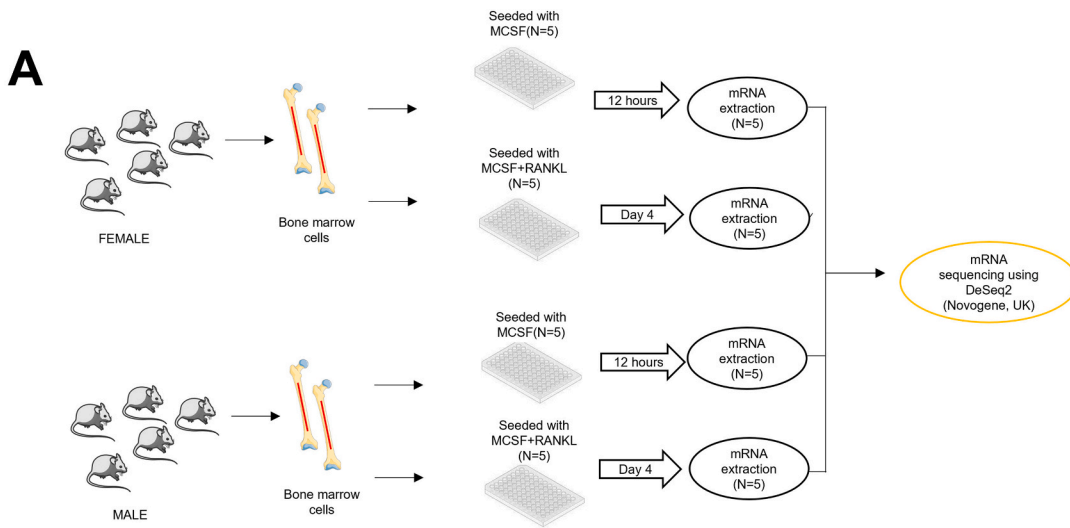 A
Seeded with
MCSF(N=5)
12 hours
mRNA
extraction
(N=5)
Seeded with
MCSF+RANKL
(N=5)
Day 4
mRNA
extraction
(N=5)
FEMALE
Bone marrow
cells
mRNA
sequencing using
DeSeq2
(Novogene, UK)
Seeded with
MCSF(N=5)
12 hours
mRNA
extraction
(N=5)
Seeded with
MCSF+RANKL
(N=5)
Day 4
mRNA
extraction
(N=5)
MALE
Bone marrow
cells